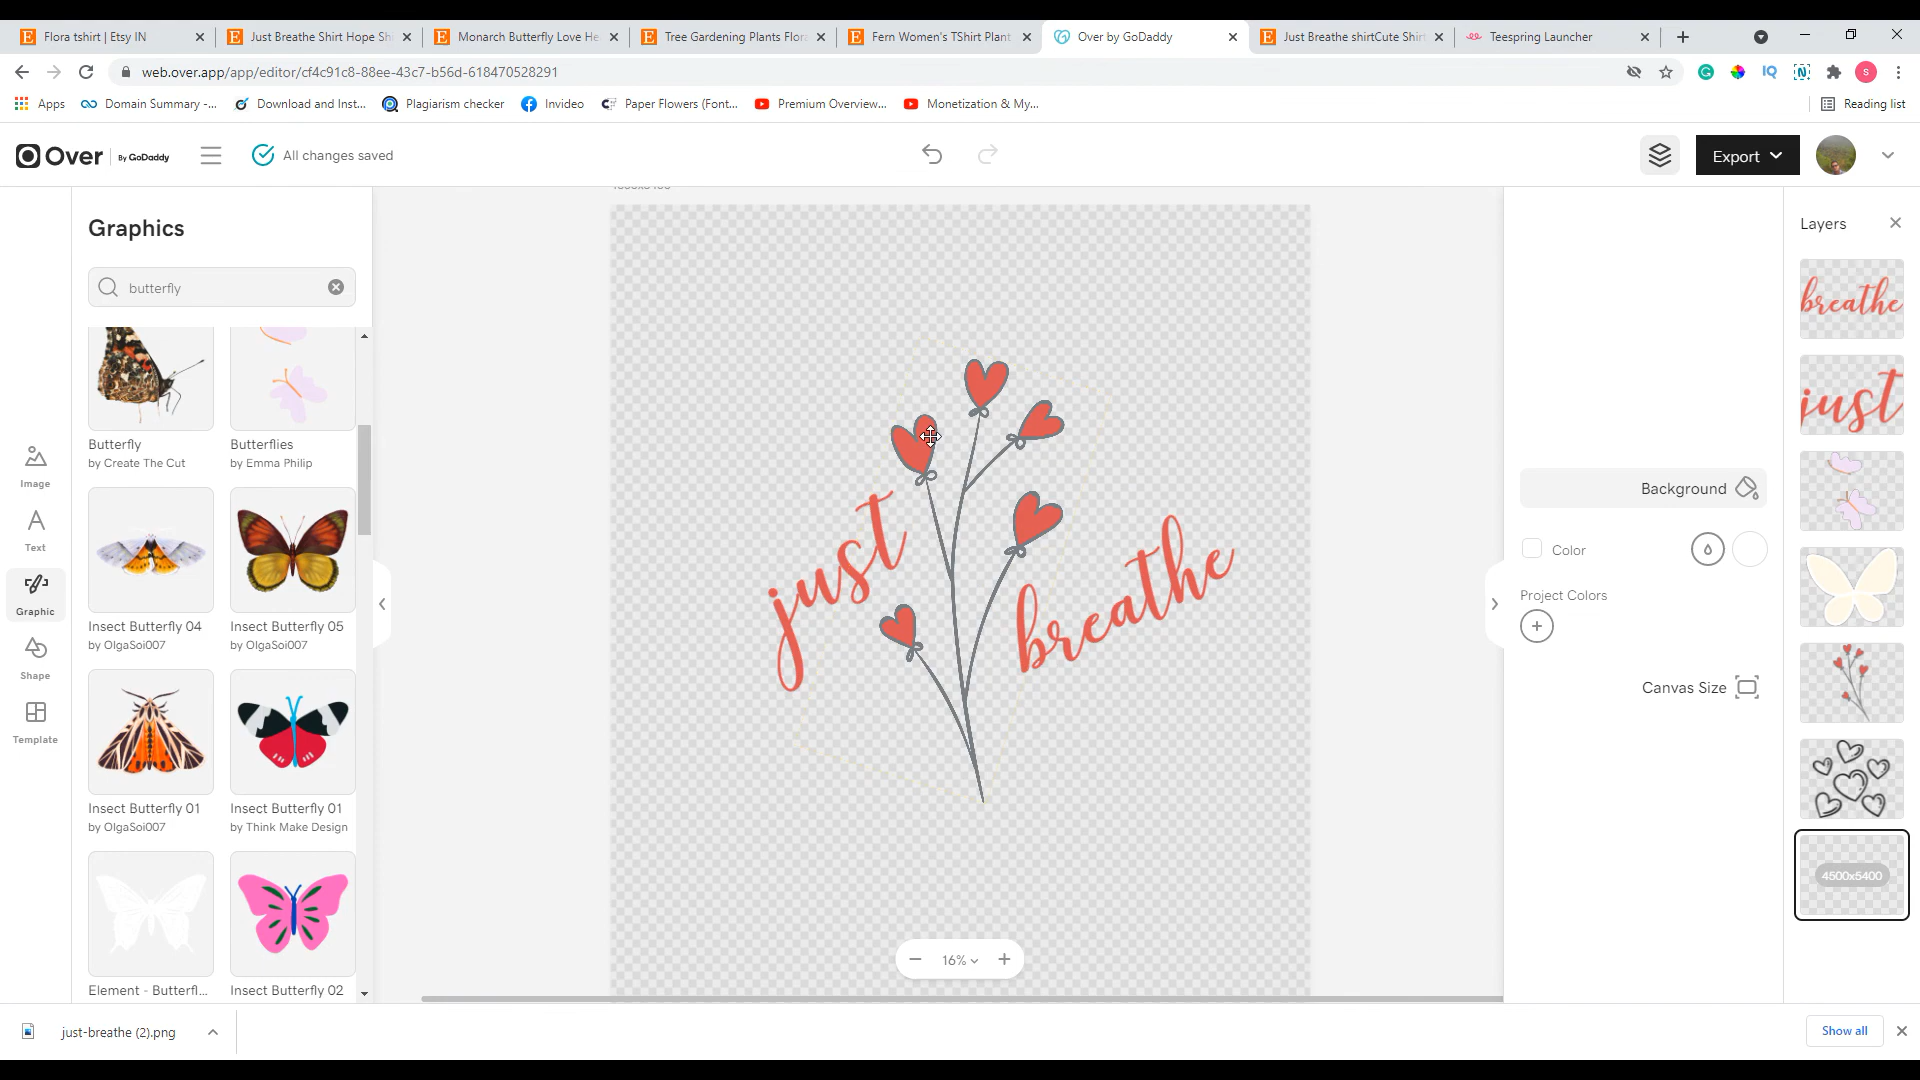 Flora tshirt | Etsy IN
Just Breathe Shirt Hope Shi
Monarch Butterfly Love He
Tree Gardening Plants Flora
Fern Women's TShirt Plant
Over by GoDaddy
Just Breathe shirtCute Shirt
Teespring Launcher
web.over.app/app/editor/cf4c91c8-88ee-43c7-b56d-618470528291
Apps
Domain Summary -...
Download and Inst...
Plagiarism checker
Invideo
Paper Flowers (Font...
Premium Overview...
Monetization & My...
Reading list
Over
By GoDaddy
All changes saved
Export
Graphics
butterfly
Butterfly
by Create The Cut
Butterflies
by Emma Philip
Insect Butterfly 04
by OlgaSoi007
Insect Butterfly 05
by OlgaSoi007
Insect Butterfly 01
by OlgaSoi007
Insect Butterfly 01
by Think Make Design
Element - Butterfl...
Insect Butterfly 02
Image
Text
Graphic
Shape
Template
just
breathe
16%
Background
Color
Project Colors
Canvas Size
Layers
breathe
just
4500x5400
just-breathe (2).png
Show all